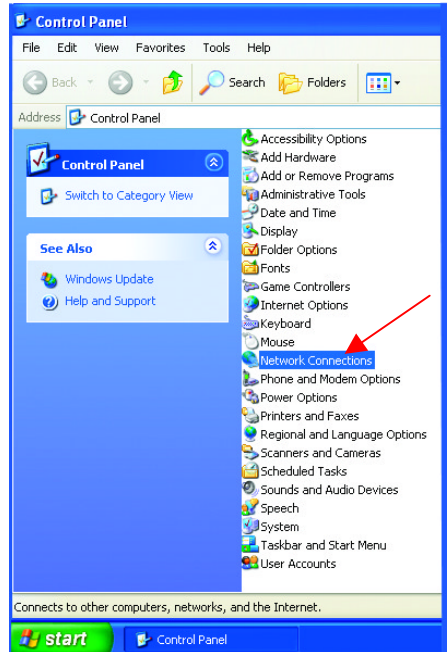 Control Panel
File Edit View Favorites Tools Help
Back Search Folders
Address Control Panel
Control Panel
Switch to Category View
See Also
Windows Update
Help and Support
Accessibility Options
Add Hardware
Add or Remove Programs
Administrative Tools
Date and Time
Display
Folder Options
Fonts
Game Controllers
Internet Options
Keyboard
Mouse
Network Connections
Phone and Modem Options
Power Options
Printers and Faxes
Regional and Language Options
Scanners and Cameras
Scheduled Tasks
Sounds and Audio Devices
Speech
System
Taskbar and Start Menu
User Accounts
Connects to other computers, networks, and the Internet.
start Control Panel